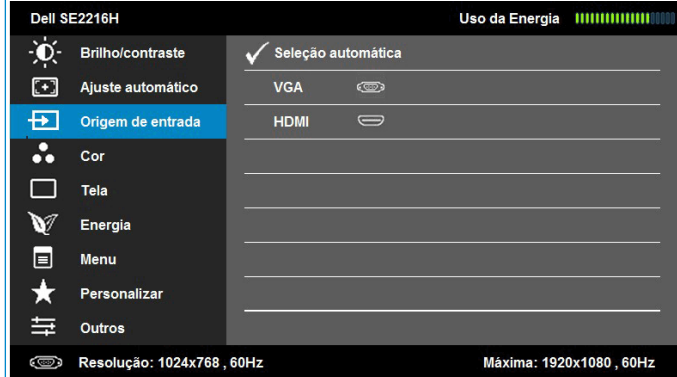 Dell SE2216H Uso da Energia
Brilho/contraste Seleção automática
Ajuste automático VGA
Origem de entrada HDMI
Cor
Tela
Energia
Menu
Personalizar
Outros
Resolução: 1024x768 , 60Hz Máxima: 1920x1080 , 60Hz